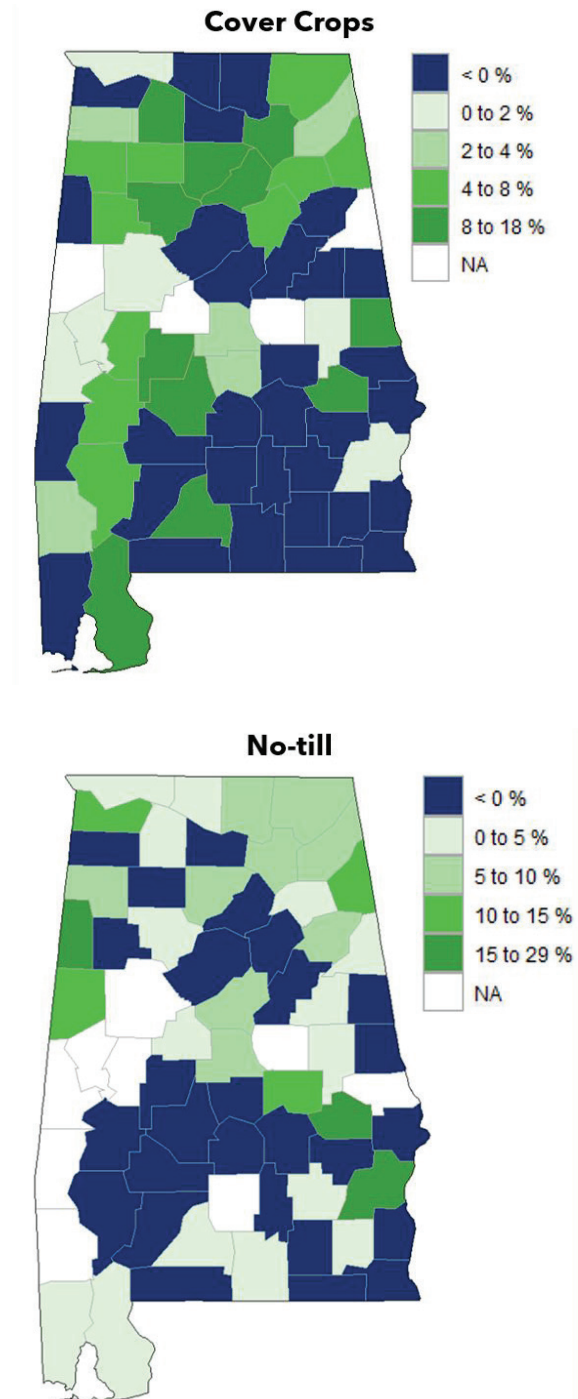 Cover Crops
< 0 %
0 to 2 %
2 to 4 %
4 to 8 %
8 to 18 %
NA
No-till
< 0 %
0 to 5 %
5 to 10 %
10 to 15 %
15 to 29 %
NA